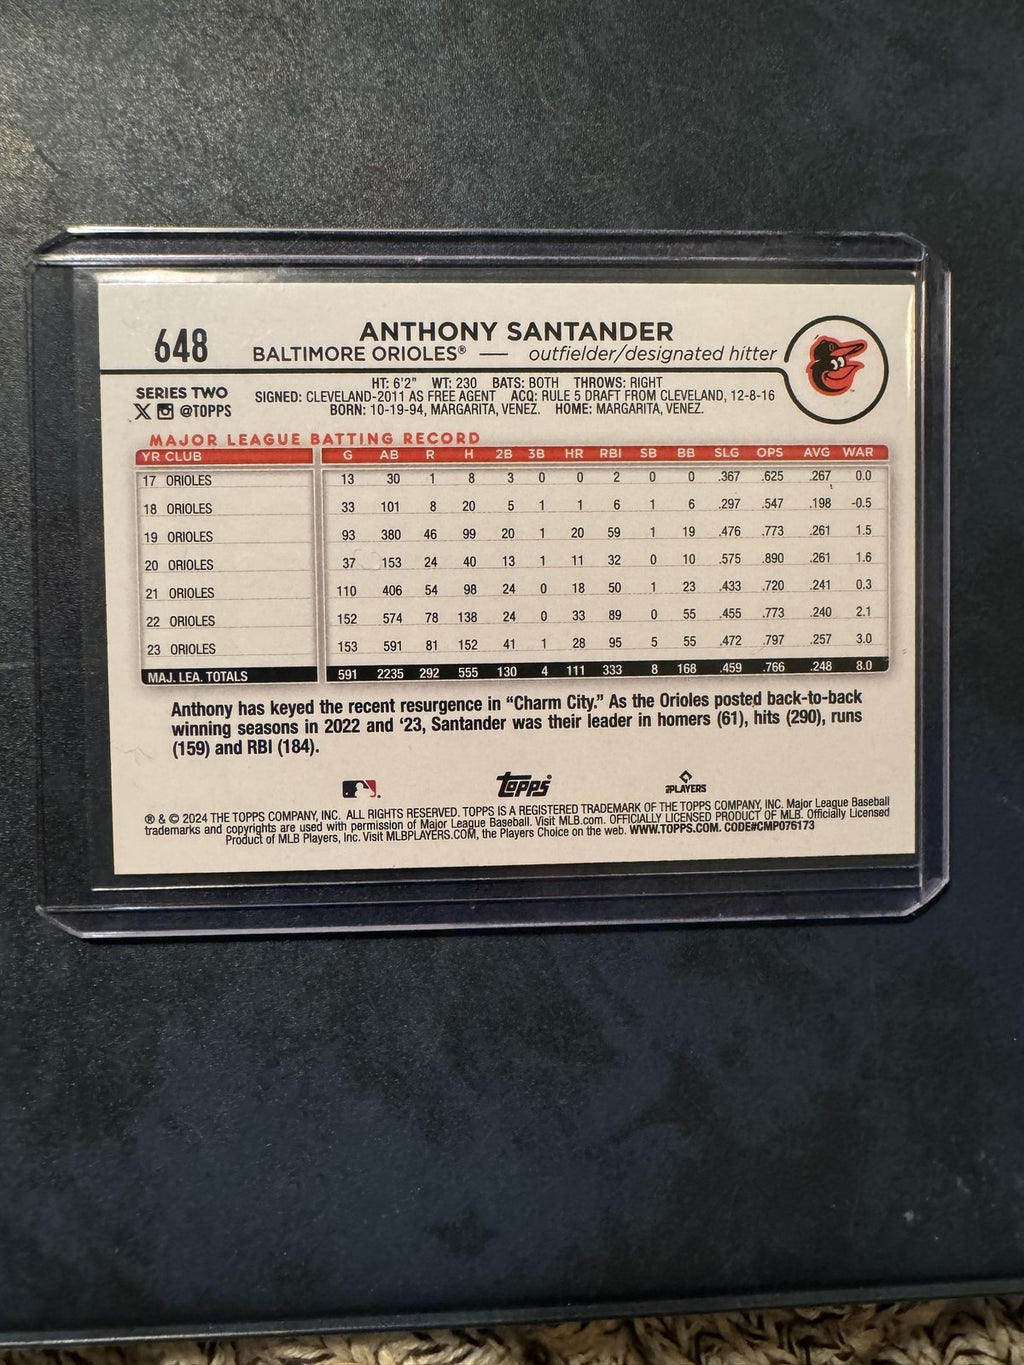 648
ANTHONY SANTANDER
BALTIMORE ORIOLES® — outfielder/designated hitter
SERIES TWO
@TOPPS
HT: 6'2" WT: 230 BATS: BOTH THROWS: RIGHT
SIGNED: CLEVELAND-2011 AS FREE AGENT ACQ: RULE 5 DRAFT FROM CLEVELAND, 12-8-16
BORN: 10-19-94, MARGARITA, VENEZ. HOME: MARGARITA, VENEZ.
MAJOR LEAGUE BATTING RECORD
YR CLUB G AB R H 2B 3B HR RBI SB BB SLG OPS AVG WAR
17 ORIOLES 13 30 1 8 3 0 0 2 0 0 .367 .625 .267 0.0
18 ORIOLES 33 101 8 20 5 1 1 6 1 6 .297 .547 .198 -0.5
19 ORIOLES 93 380 46 99 20 1 20 59 1 19 .476 .773 .261 1.5
20 ORIOLES 37 153 24 40 13 1 11 32 0 10 .575 .890 .261 1.6
21 ORIOLES 110 406 54 98 24 0 18 50 1 23 .433 .720 .241 0.3
22 ORIOLES 152 574 78 138 24 0 33 89 0 55 .455 .773 .240 2.1
23 ORIOLES 153 591 81 152 41 1 28 95 5 55 .472 .797 .257 3.0
MAJ. LEA. TOTALS 591 2235 292 555 130 4 111 333 8 168 .459 .766 .248 8.0
Anthony has keyed the recent resurgence in “Charm City.” As the Orioles posted back-to-back
winning seasons in 2022 and ‘23, Santander was their leader in homers (61), hits (290), runs
(159) and RBI (184).
topps
PLAYERS
® & © 2024 THE TOPPS COMPANY, INC. ALL RIGHTS RESERVED. TOPPS IS A REGISTERED TRADEMARK OF THE TOPPS COMPANY, INC. Major League Baseball
trademarks and copyrights are used with permission of Major League Baseball. Visit MLB.com. OFFICIALLY LICENSED PRODUCT OF MLB. Officially Licensed
Product of MLB Players, Inc. Visit MLBPLAYERS.COM, the Players Choice on the web. WWW.TOPPS.COM. CODE#CMP076173